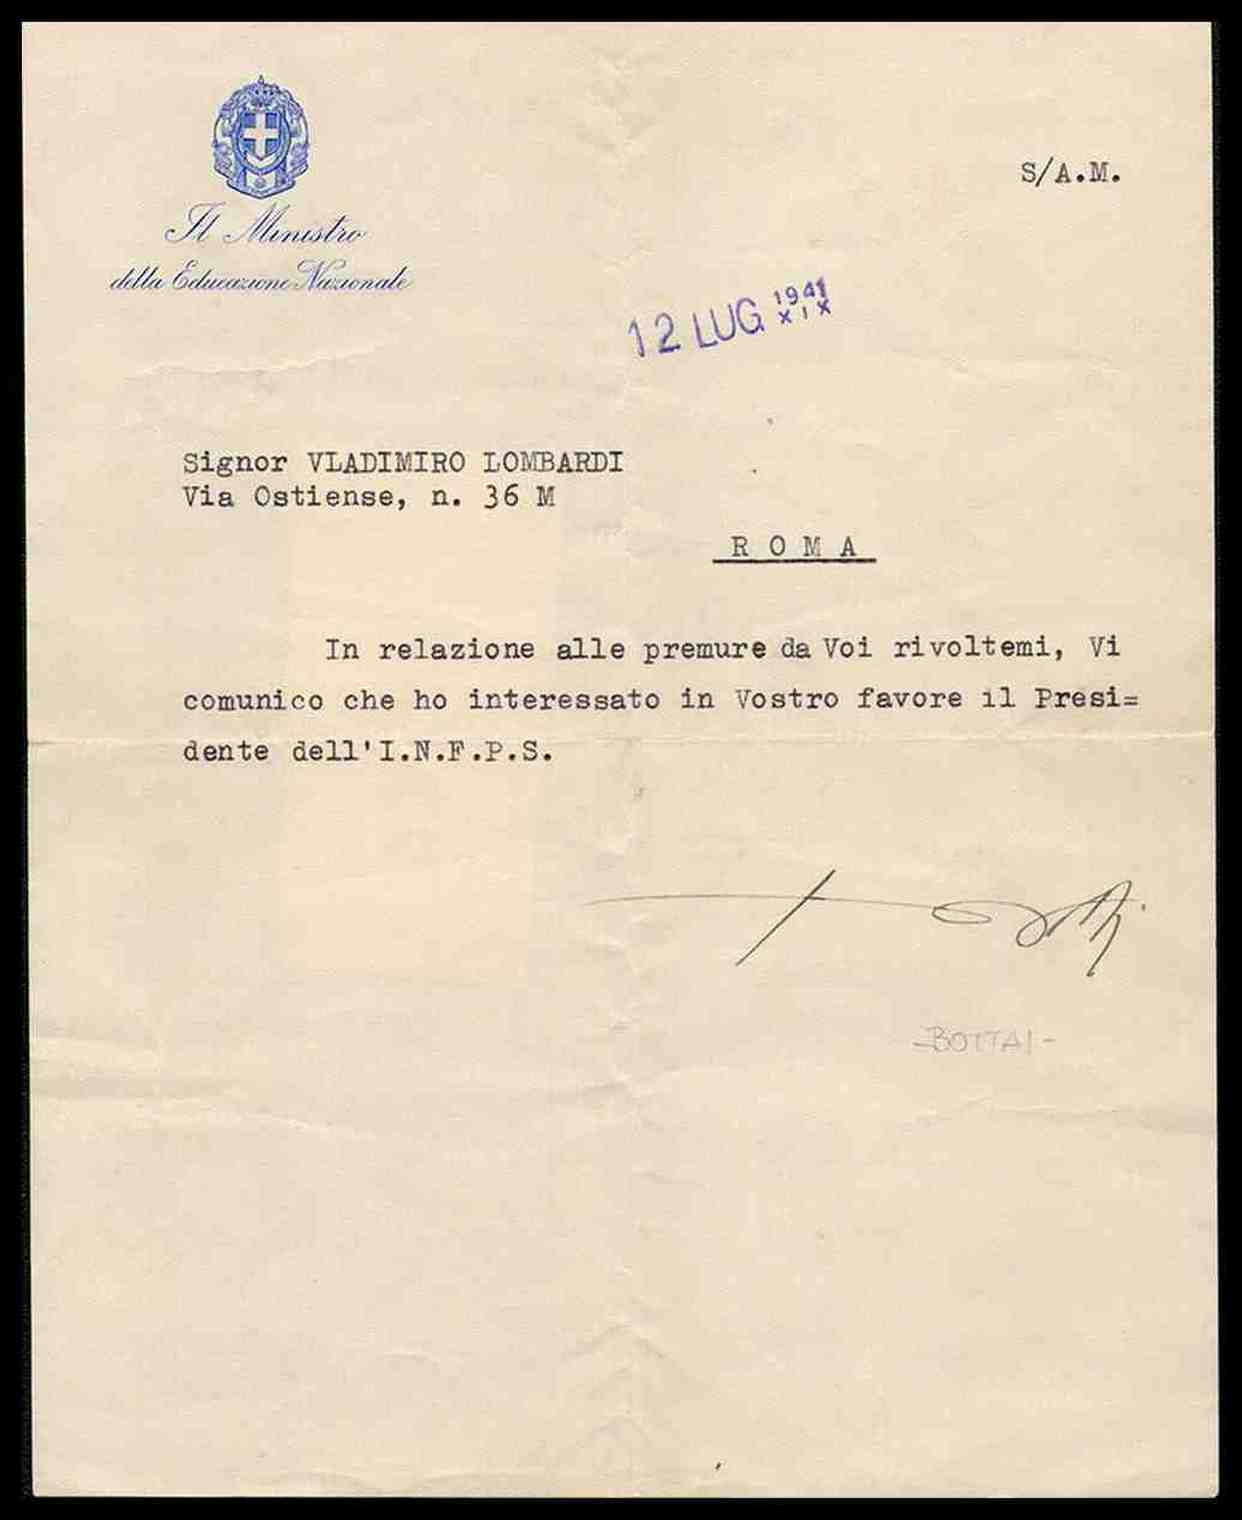 Il Ministro
della Educazione Nazionale
S/A.M.
12 LUG 1941
XIX
Signor VLADIMIRO LOMBARDI
Via Ostiense, n. 36 M
R O M A
In relazione alle premure da Voi rivoltemi, Vi
comunico che ho interessato in Vostro favore il Presi=
dente dell'I.N.F.P.S.
-BOTTAI-